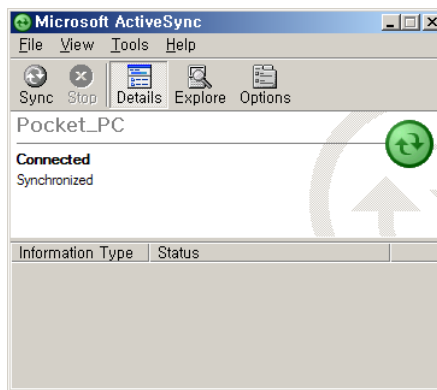 Microsoft ActiveSync
File View Tools Help
Sync Stop Details Explore Options
Pocket_PC
Connected
Synchronized
Information Type Status